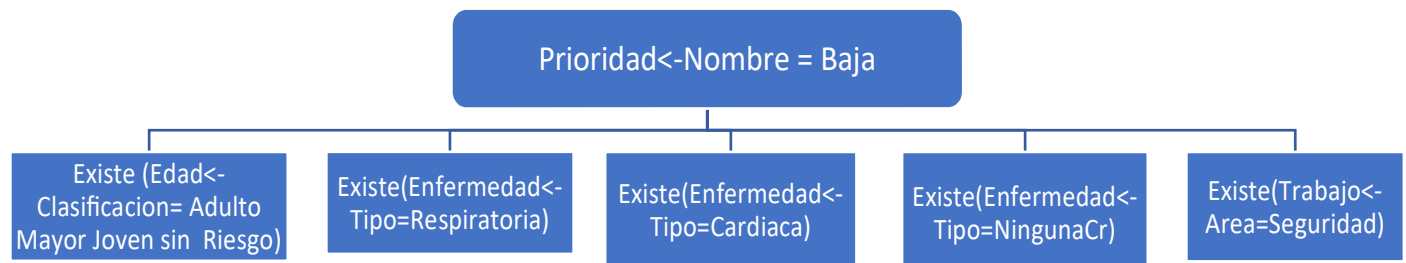 Prioridad<-Nombre = Baja
Existe (Edad<-
Clasificacion= Adulto
Mayor Joven sin  Riesgo)
Existe(Enfermedad<-
Tipo=Respiratoria)
Existe(Enfermedad<-
Tipo=Cardiaca)
Existe(Enfermedad<-
Tipo=NingunaCr)
Existe(Trabajo<-
Area=Seguridad)